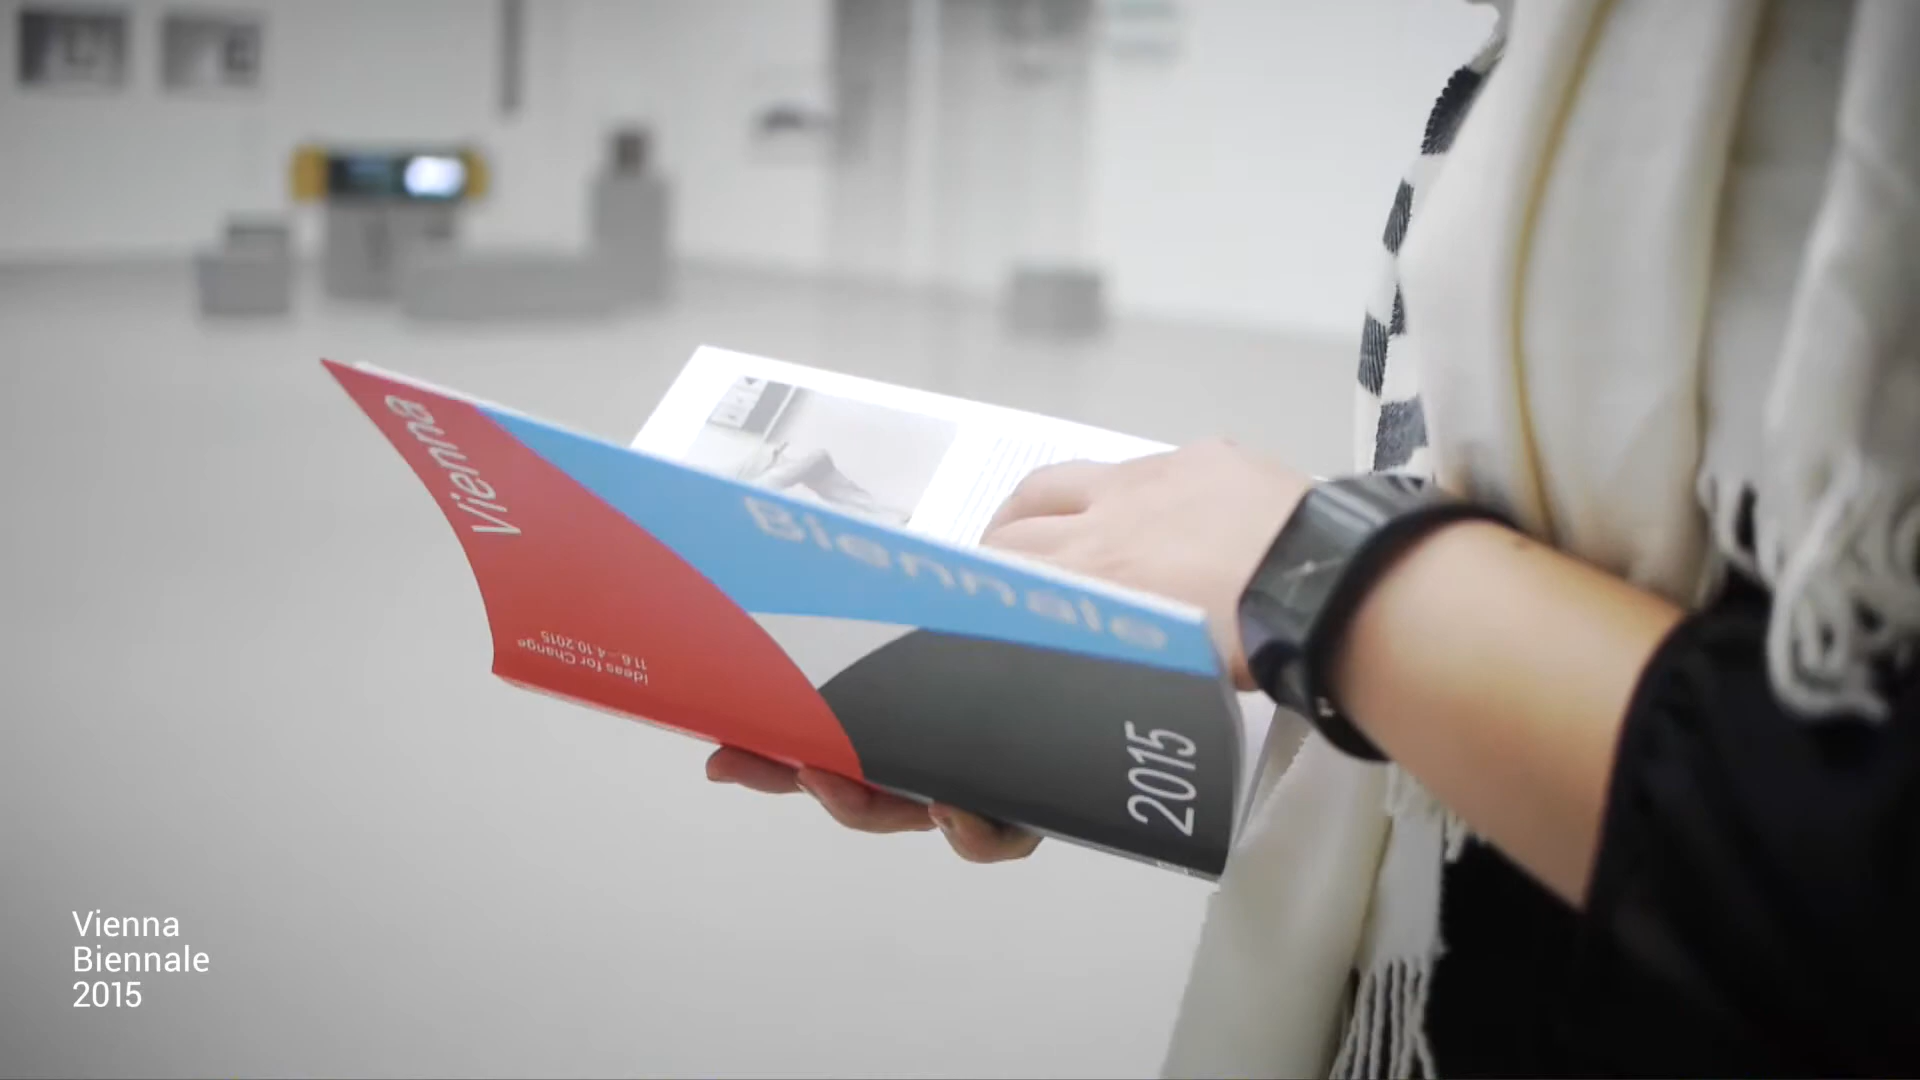 Vienna
Biennale
2015
Ideas for Change
11.6.–4.10.2015
Vienna
Biennale
2015